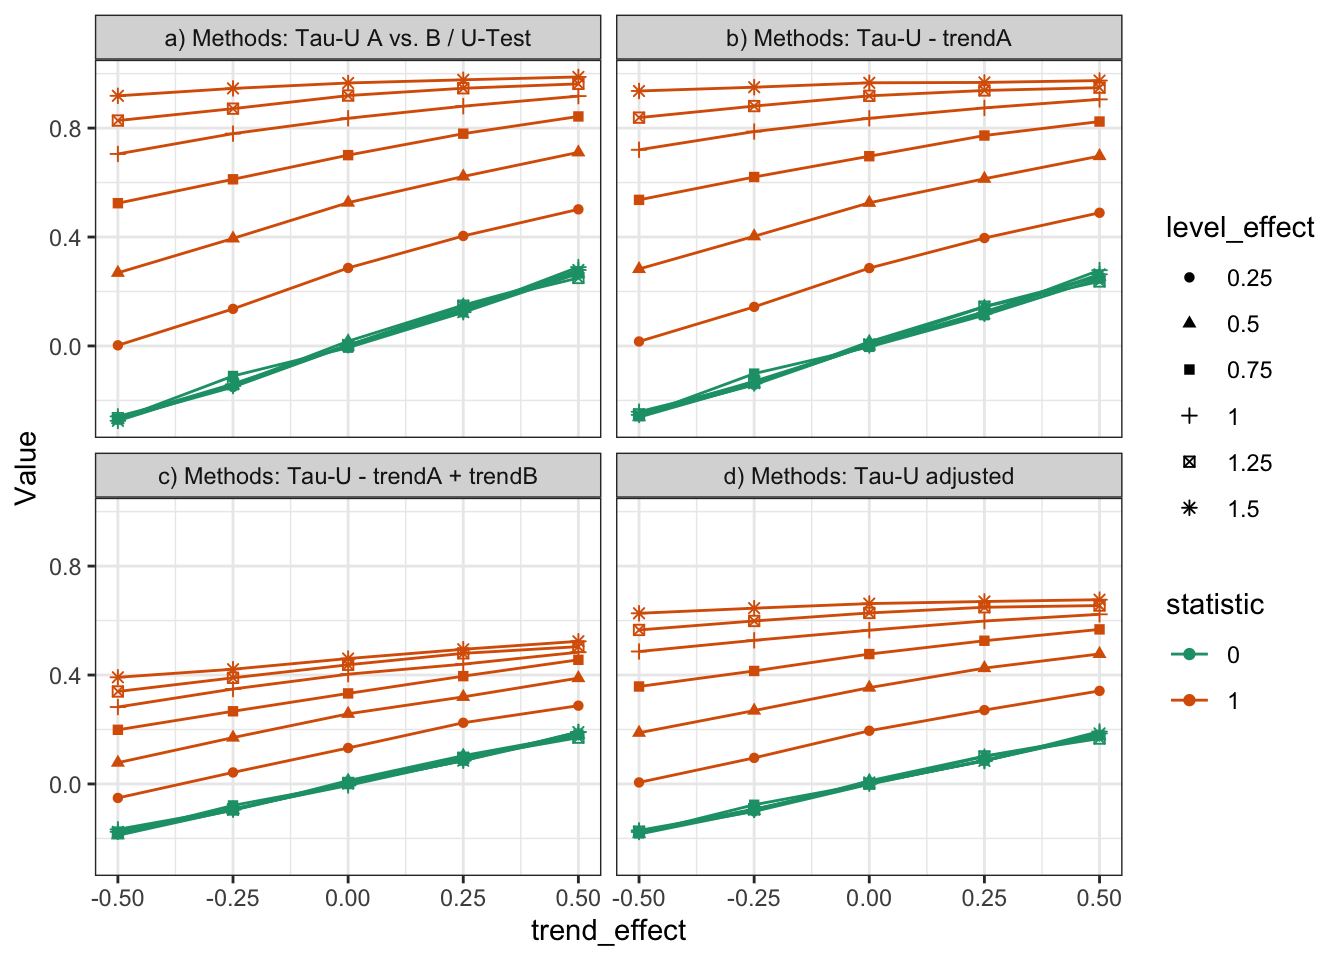 a) Methods: Tau-U A vs. B / U-Test
b) Methods: Tau-U - trendA
0.8
0.4
0.0
c) Methods: Tau-U - trendA + trendB
d) Methods: Tau-U adjusted
0.8
0.4
0.0
-0.50 -0.25 0.00 0.25 0.50
-0.50 -0.25 0.00 0.25 0.50
trend_effect
Value
level_effect
0.25
0.5
0.75
1
1.25
1.5
statistic
0
1